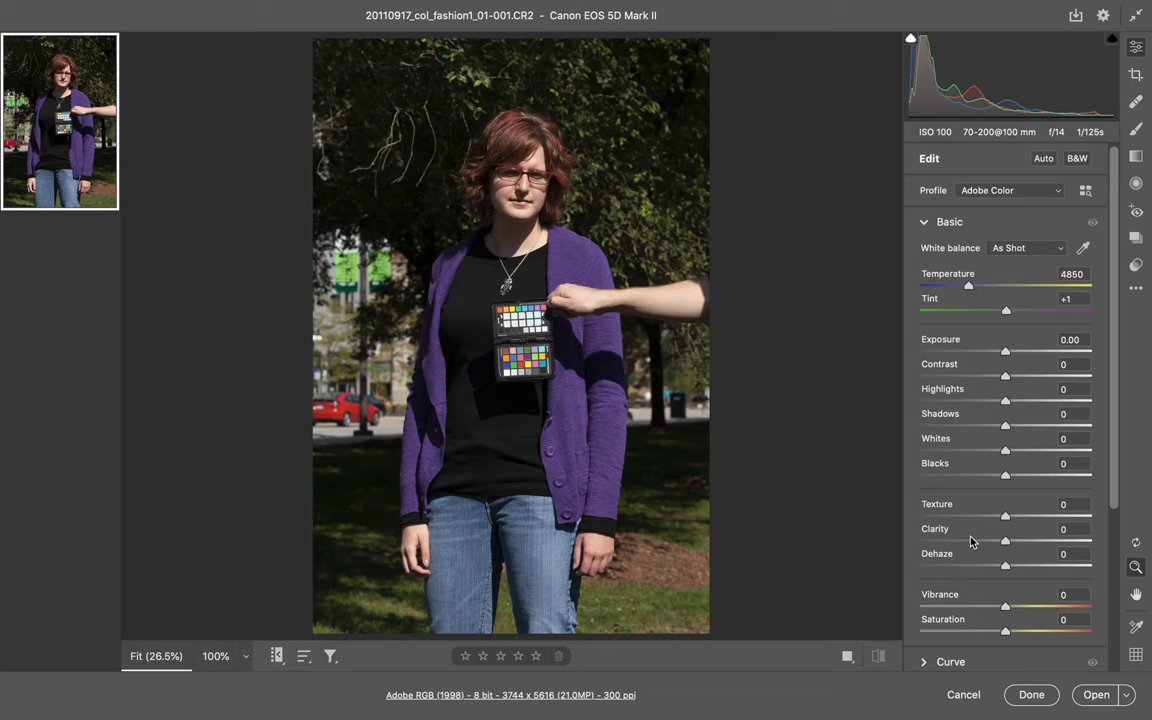 20110917_col_fashion1_01-001.CR2 - Canon EOS 5D Mark II
ISO 100 70-200@100 mm f/14 1/125s
Edit Auto B&W
Profile Adobe Color
Basic
White balance As Shot
Temperature 4850
Tint +1
Exposure 0.00
Contrast 0
Highlights 0
Shadows 0
Whites 0
Blacks 0
Texture 0
Clarity 0
Dehaze 0
Vibrance 0
Saturation 0
Curve
Fit (26.5%) 100%
Adobe RGB (1998) - 8 bit - 3744 x 5616 (21.0MP) - 300 ppi
Cancel Done Open